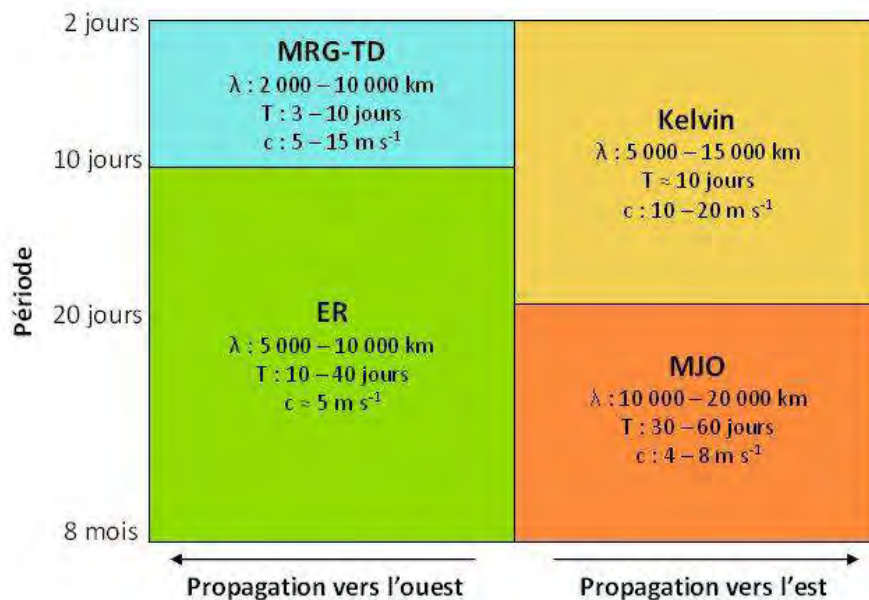 2 jours
MRG-TD
λ : 2 000 – 10 000 km
T : 3 – 10 jours
c : 5 – 15 m s⁻¹
10 jours
Kelvin
λ : 5 000 – 15 000 km
T ≈ 10 jours
c : 10 – 20 m s⁻¹
Période
20 jours
ER
λ : 5 000 – 10 000 km
T : 10 – 40 jours
c ≈ 5 m s⁻¹
MJO
λ : 10 000 – 20 000 km
T : 30 – 60 jours
c : 4 – 8 m s⁻¹
8 mois
Propagation vers l'ouest
Propagation vers l'est